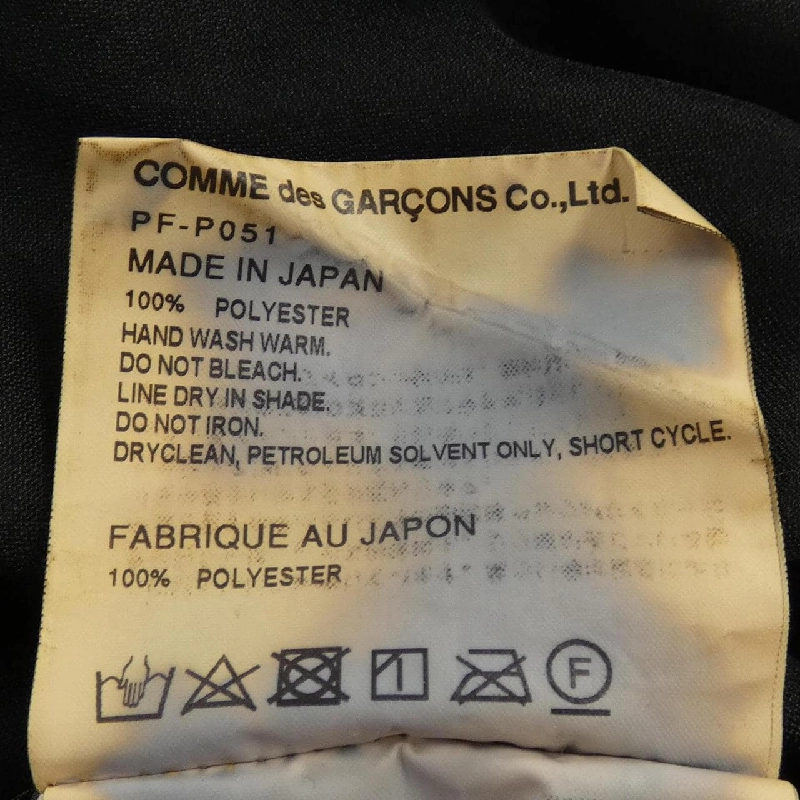 COMME des GARÇONS Co.,Ltd.
PF-P051
MADE IN JAPAN
100% POLYESTER
HAND WASH WARM.
DO NOT BLEACH.
LINE DRY IN SHADE.
DO NOT IRON.
DRYCLEAN, PETROLEUM SOLVENT ONLY, SHORT CYCLE.
FABRIQUE AU JAPON
100% POLYESTER
F